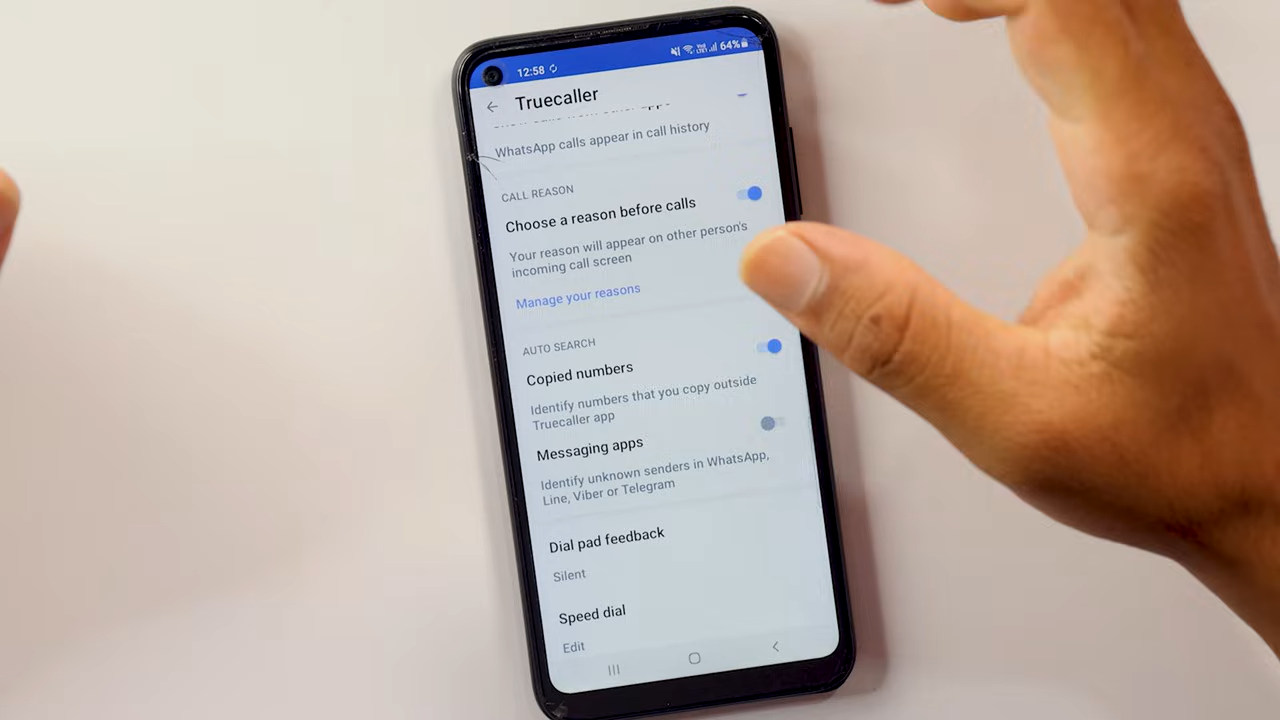 12:58
64%
Truecaller
WhatsApp calls appear in call history
CALL REASON
Choose a reason before calls
Your reason will appear on other person's
incoming call screen
Manage your reasons
AUTO SEARCH
Copied numbers
Identify numbers that you copy outside
Truecaller app
Messaging apps
Identify unknown senders in WhatsApp,
Line, Viber or Telegram
Dial pad feedback
Silent
Speed dial
Edit